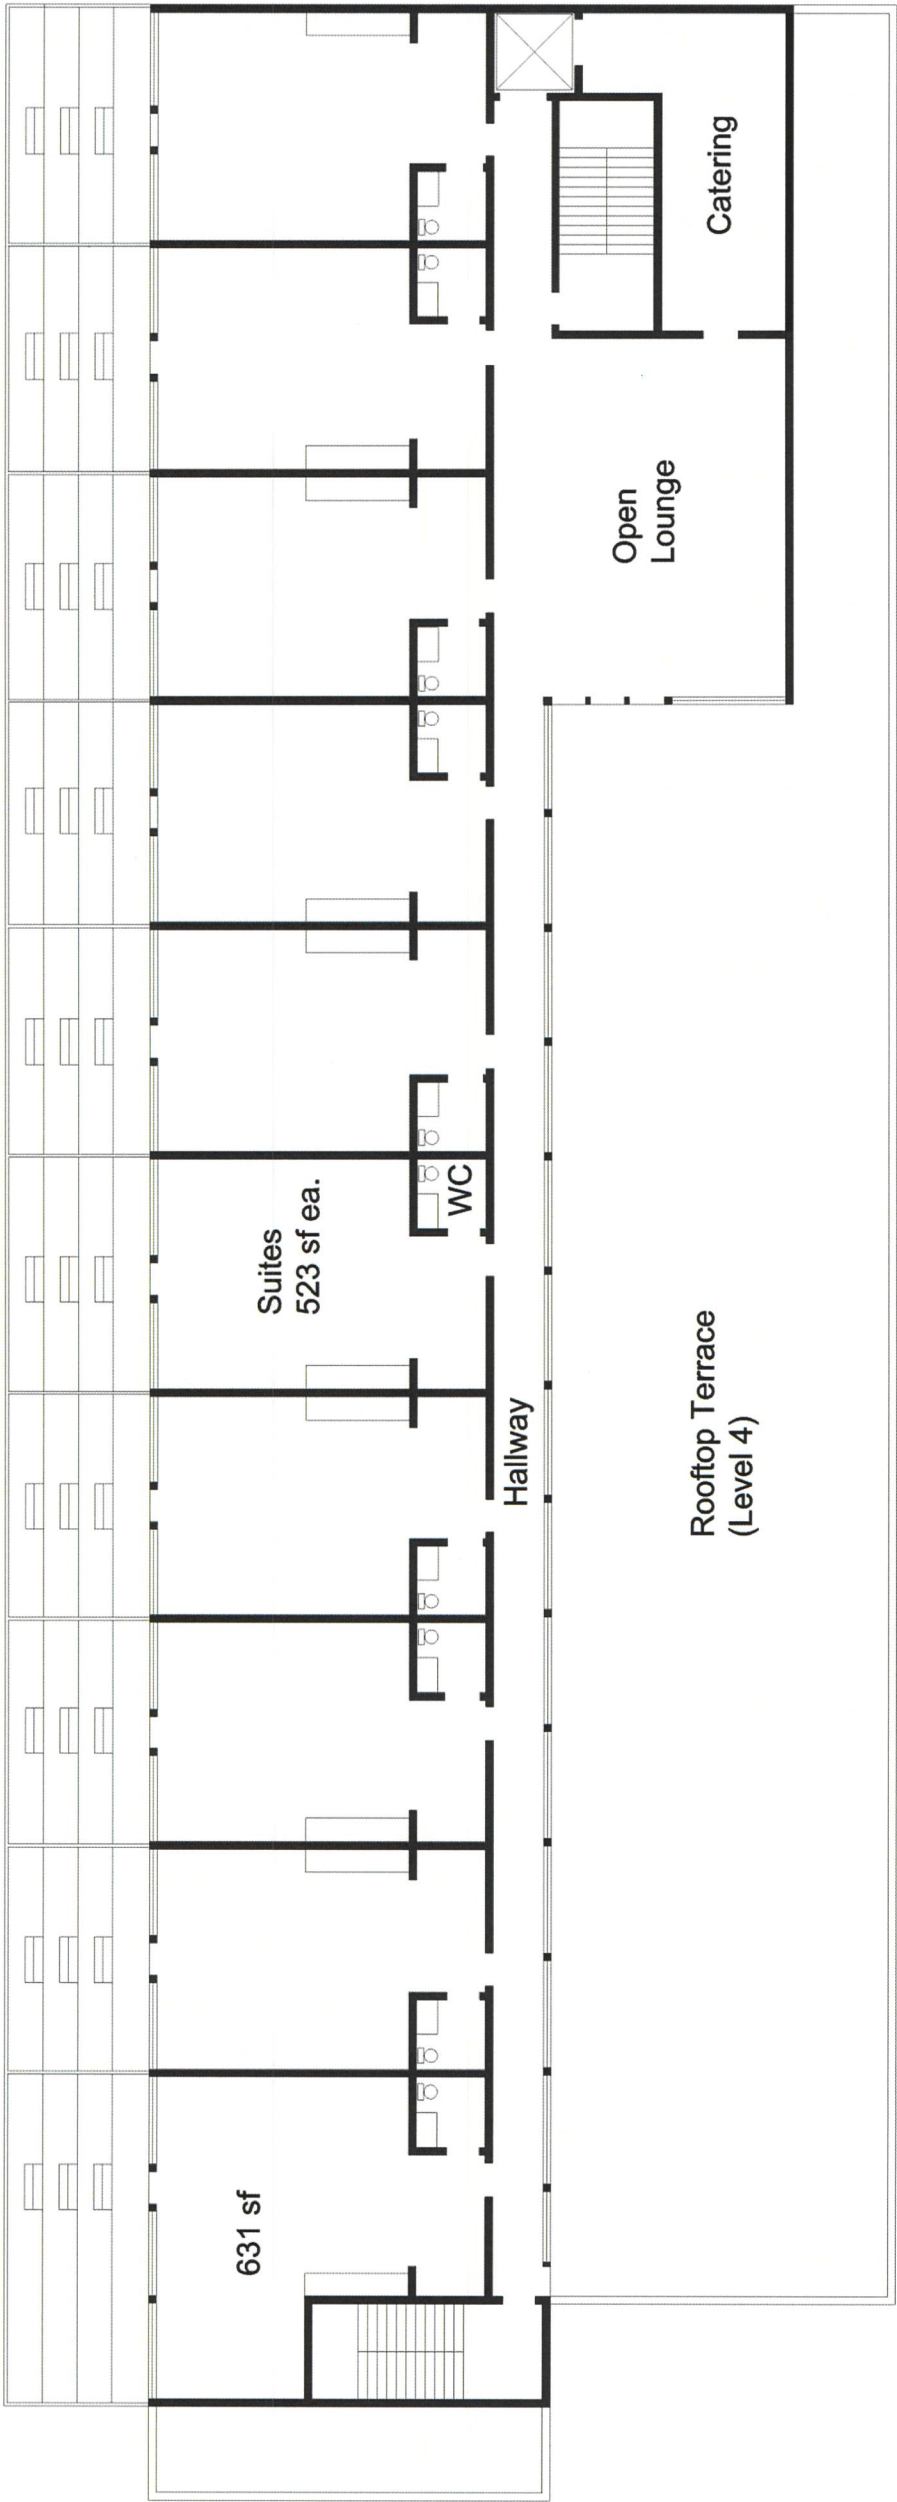 631 sf
Suites
523 sf ea.
WC
Hallway
Rooftop Terrace
(Level 4)
Open
Lounge
Catering